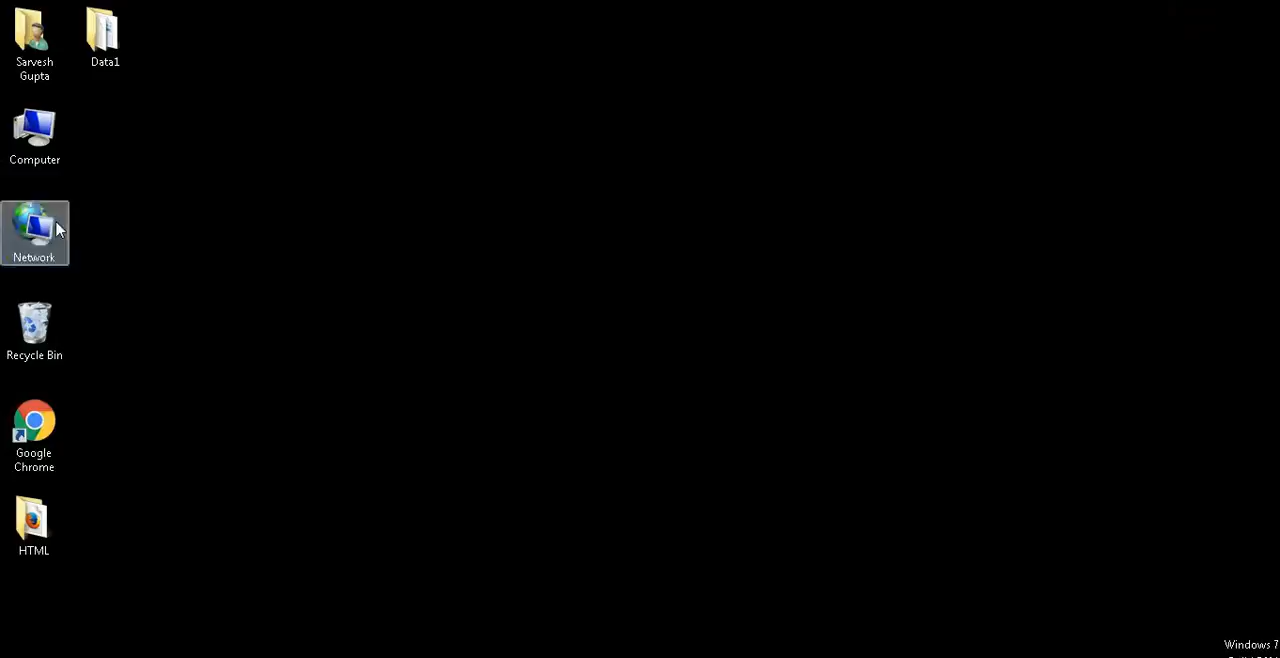 Sarvesh
Gupta
Data1
Computer
Network
Recycle Bin
Google
Chrome
HTML
Windows 7